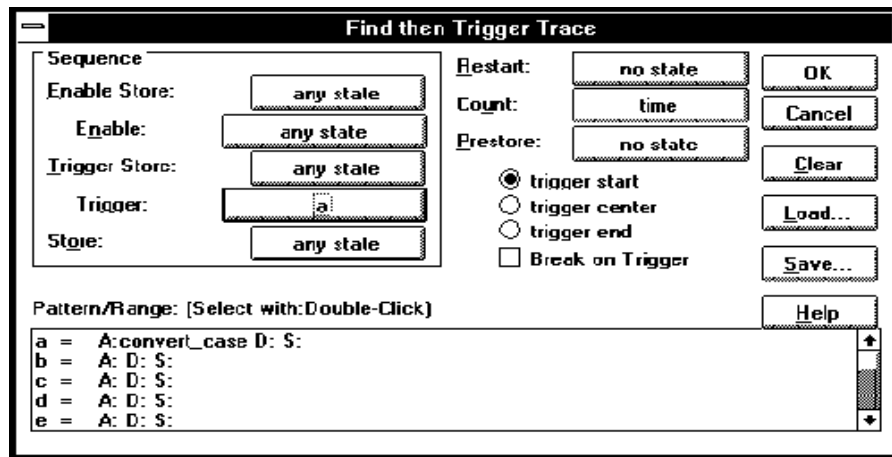 Find then Trigger Trace
Sequence
Enable Store: any state
Enable: any state
Trigger Store: any state
Trigger: a
Store: any state
Restart: no state
Count: time
Prestore: no state
trigger start
trigger center
trigger end
Break on Trigger
OK
Cancel
Clear
Load...
Save...
Help
Pattern/Range: (Select with:Double-Click)
a = A:convert_case D: S:
b = A: D: S:
c = A: D: S:
d = A: D: S:
e = A: D: S: